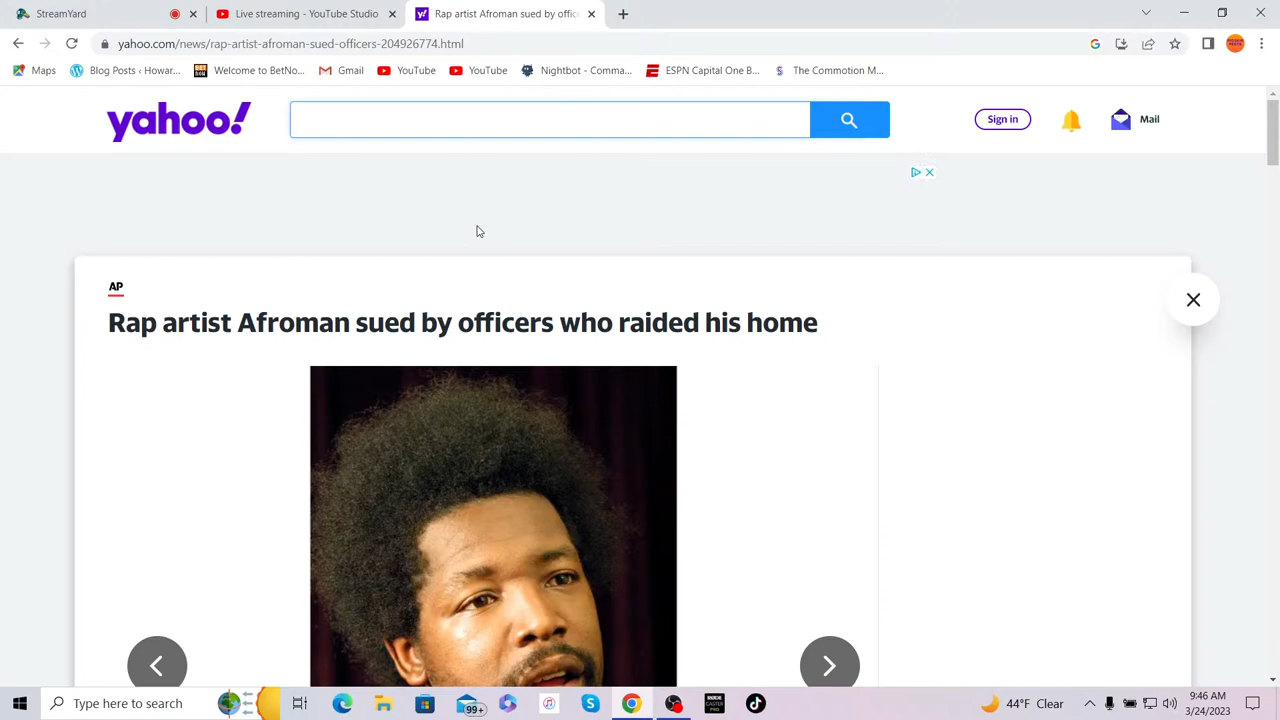 StreamYard
Live streaming - YouTube Studio
Rap artist Afroman sued by office
yahoo.com/news/rap-artist-afroman-sued-officers-204926774.html
Maps
Blog Posts ‹ Howar...
Welcome to BetNo...
Gmail
YouTube
YouTube
Nightbot - Comma...
ESPN Capital One B...
The Commotion M...
yahoo!
Sign in
Mail
AP
Rap artist Afroman sued by officers who raided his home
Type here to search
99+
44°F Clear
9:46 AM
3/24/2023